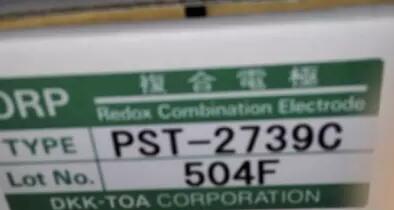 複合電極
ORP Redox Combination Electrode
TYPE PST-2739C
Lot No. 504F
DKK-TOA CORPORATION